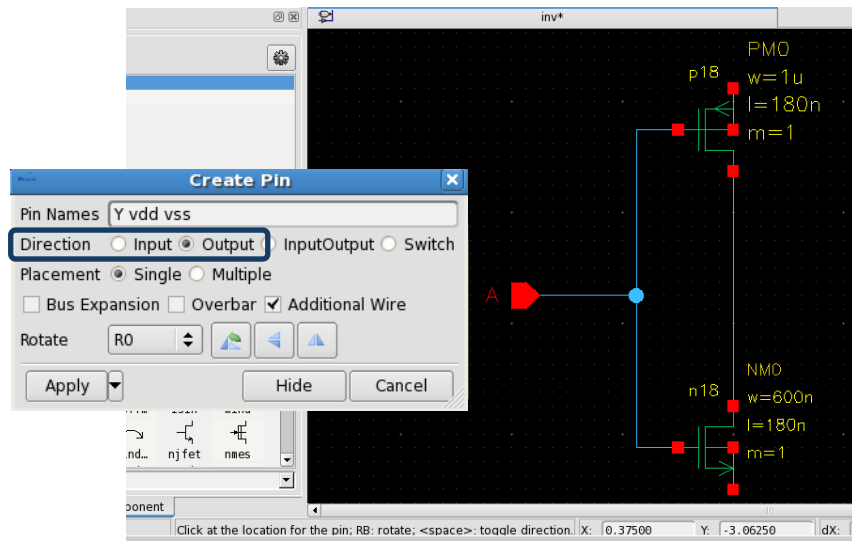 inv*
PM0
p18
w=1u
l=180n
m=1
Create Pin
Pin Names Y vdd vss
Direction Input Output InputOutput Switch
Placement Single Multiple
Bus Expansion Overbar Additional Wire
Rotate R0
Apply Hide Cancel
A
NM0
n18
w=600n
l=180n
m=1
.nd… njfet nmes
ponent
Click at the location for the pin; RB: rotate; <space>: toggle direction. X: 0.37500 Y: -3.06250 dX: